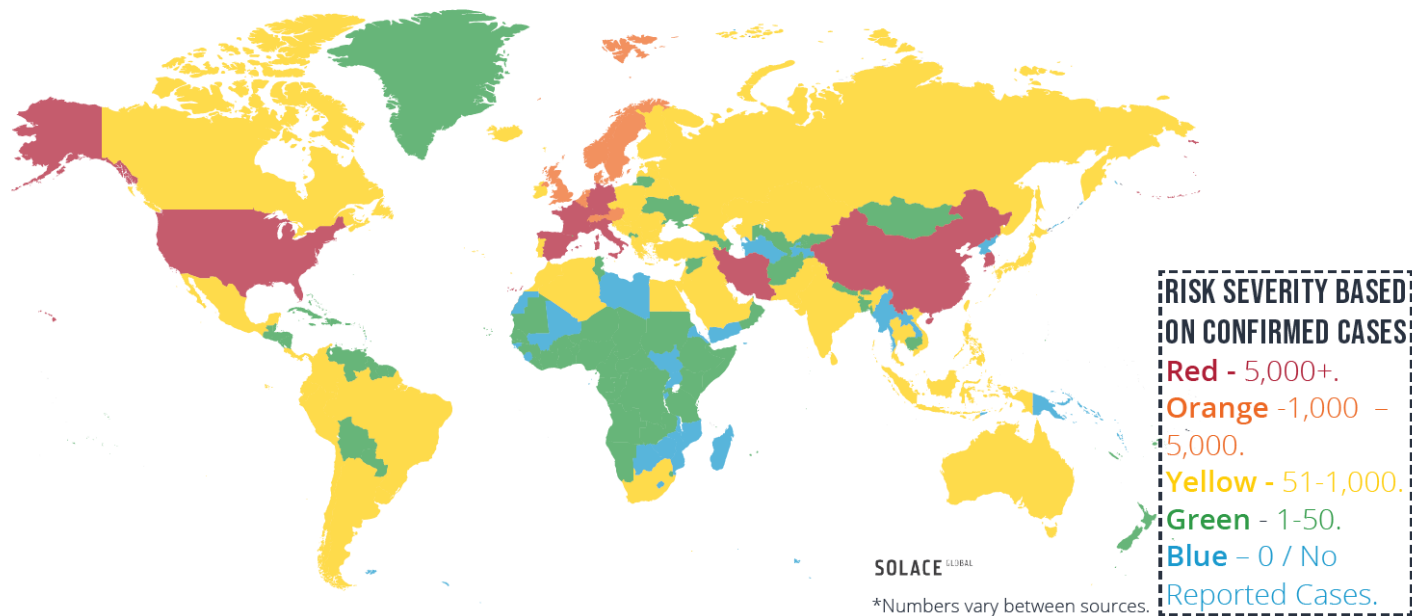 RISK SEVERITY BASED
ON CONFIRMED CASES
Red - 5,000+.
Orange -1,000 –
5,000.
Yellow - 51-1,000.
Green - 1-50.
Blue – 0 / No
Reported Cases.
SOLACE GLOBAL
*Numbers vary between sources.